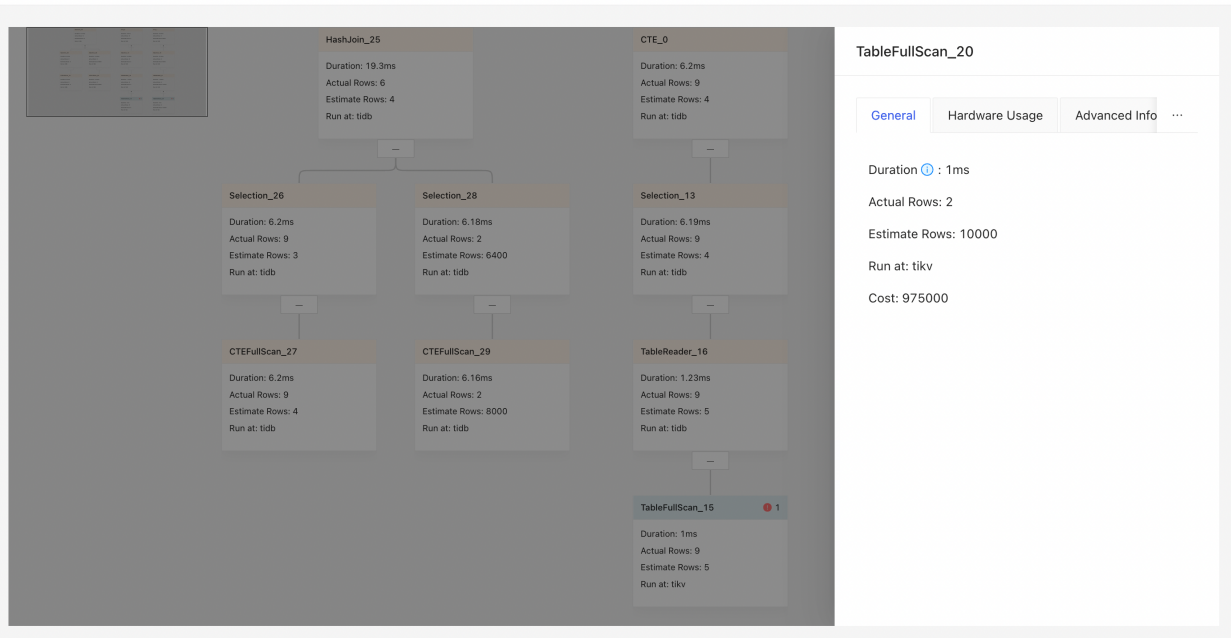 HashJoin_25
Duration: 19.3ms
Actual Rows: 6
Estimate Rows: 4
Run at: tidb
CTE_0
Duration: 6.2ms
Actual Rows: 9
Estimate Rows: 4
Run at: tidb
Selection_26
Duration: 6.2ms
Actual Rows: 9
Estimate Rows: 3
Run at: tidb
Selection_28
Duration: 6.18ms
Actual Rows: 2
Estimate Rows: 6400
Run at: tidb
Selection_13
Duration: 6.19ms
Actual Rows: 9
Estimate Rows: 4
Run at: tidb
CTEFullScan_27
Duration: 6.2ms
Actual Rows: 9
Estimate Rows: 4
Run at: tidb
CTEFullScan_29
Duration: 6.16ms
Actual Rows: 2
Estimate Rows: 8000
Run at: tidb
TableReader_16
Duration: 1.23ms
Actual Rows: 9
Estimate Rows: 5
Run at: tidb
TableFullScan_15 1
Duration: 1ms
Actual Rows: 9
Estimate Rows: 5
Run at: tikv
TableFullScan_20
General Hardware Usage Advanced Info ...
Duration : 1ms
Actual Rows: 2
Estimate Rows: 10000
Run at: tikv
Cost: 975000